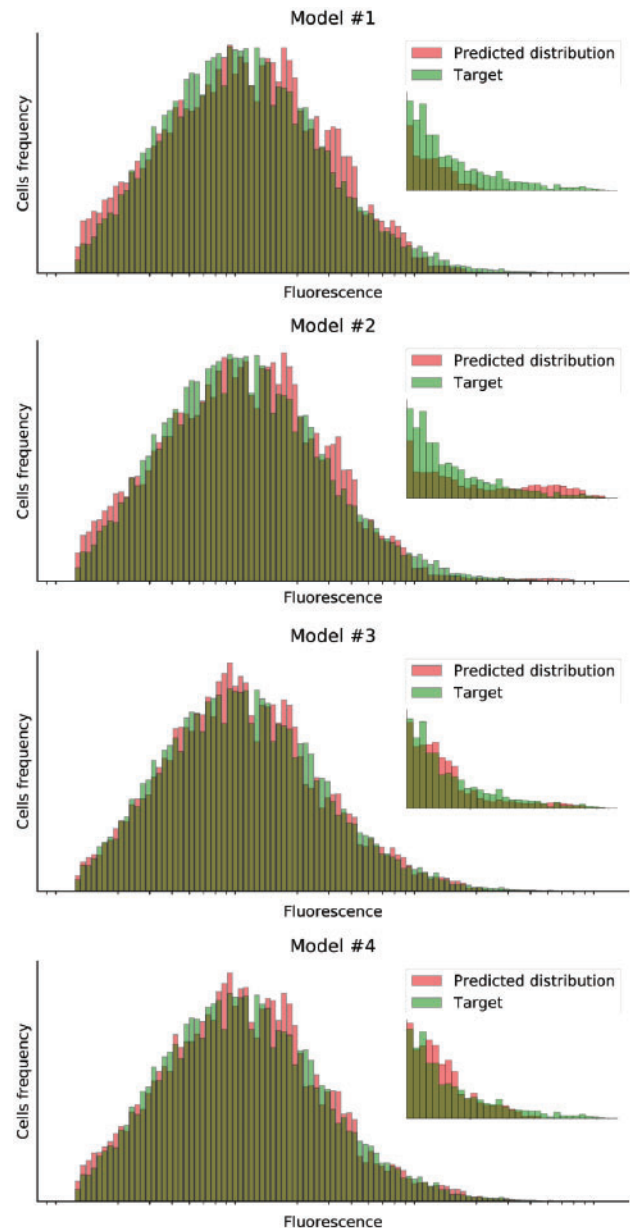 Model #1
Cells frequency
Predicted distribution
Target
Fluorescence
Model #2
Cells frequency
Predicted distribution
Target
Fluorescence
Model #3
Cells frequency
Predicted distribution
Target
Fluorescence
Model #4
Cells frequency
Predicted distribution
Target
Fluorescence